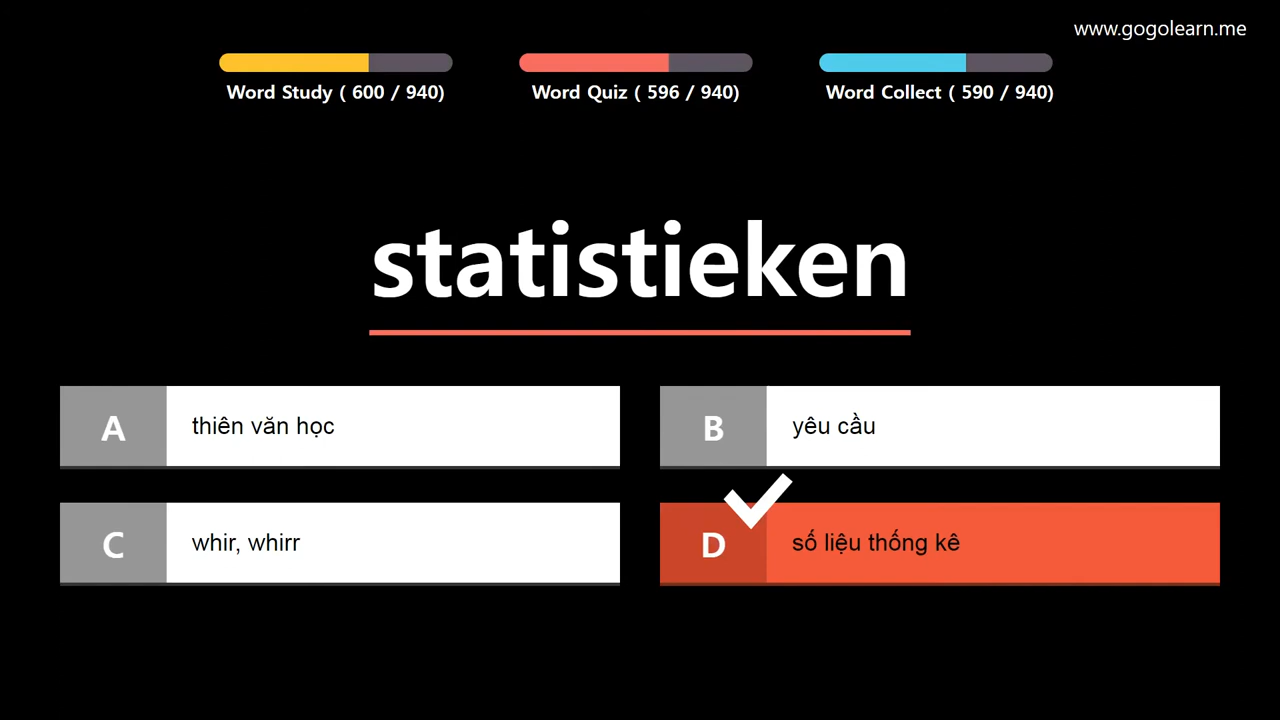 www.gogolearn.me
Word Study ( 600 / 940)
Word Quiz ( 596 / 940)
Word Collect ( 590 / 940)
statistieken
A thiên văn học
B yêu cầu
C whir, whirr
D số liệu thống kê